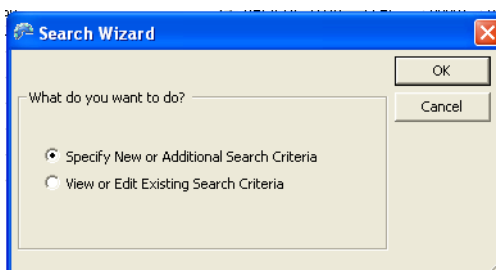 Search Wizard
OK
What do you want to do?
Cancel
Specify New or Additional Search Criteria
View or Edit Existing Search Criteria